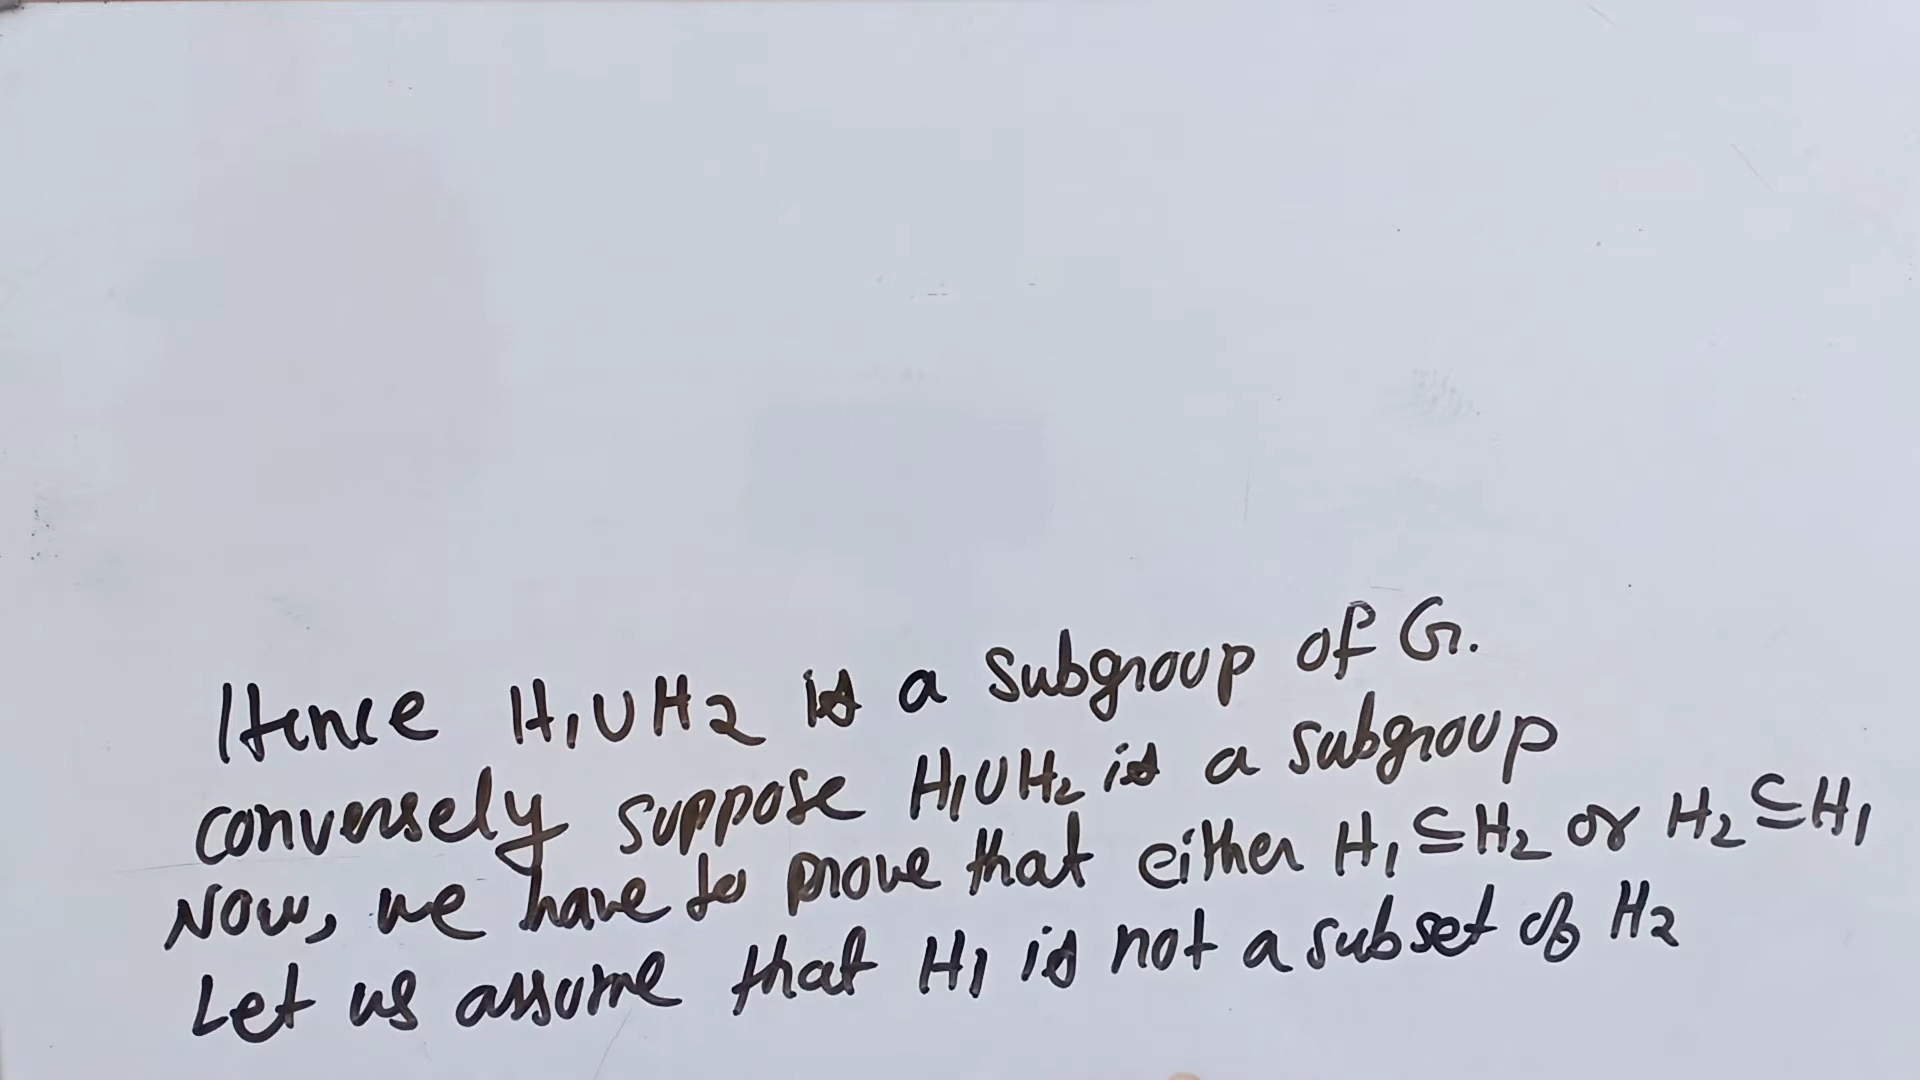 Hence H₁∪H₂ is a subgroup of G.
conversely suppose H₁∪H₂ is a subgroup
Now, we have to prove that either H₁⊆H₂ or H₂⊆H₁
Let us assume that H₁ is not a subset of H₂